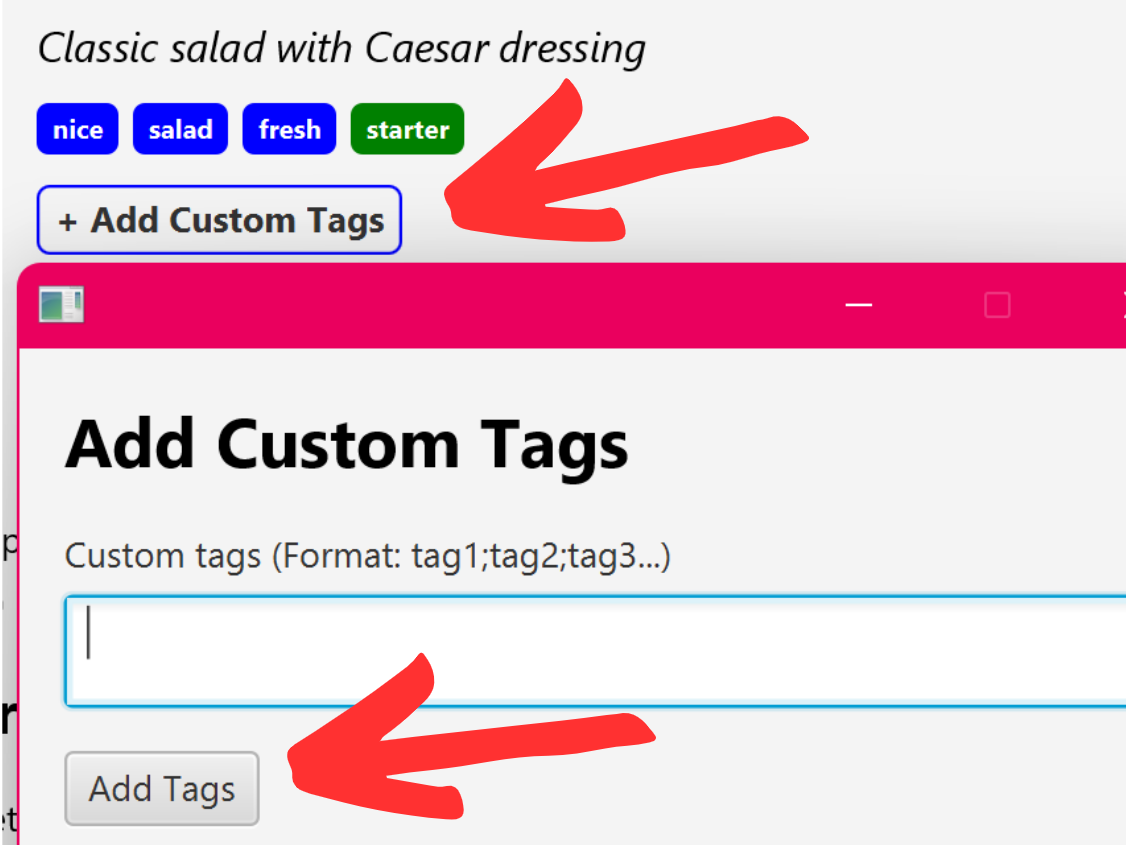 Classic salad with Caesar dressing
nice salad fresh starter
+ Add Custom Tags
Add Custom Tags
Custom tags (Format: tag1;tag2;tag3...)
Add Tags